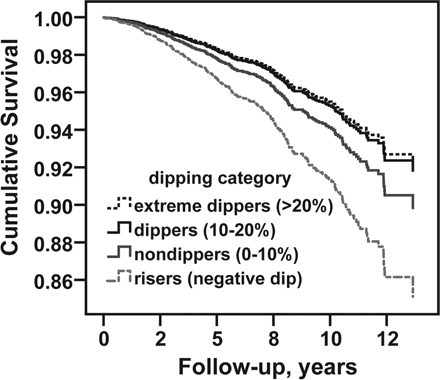 Cumulative Survival
1.00
0.98
0.96
0.94
0.92
0.90
0.88
0.86
dipping category
extreme dippers (>20%)
dippers (10-20%)
nondippers (0-10%)
risers (negative dip)
0 2 5 8 10 12
Follow-up, years